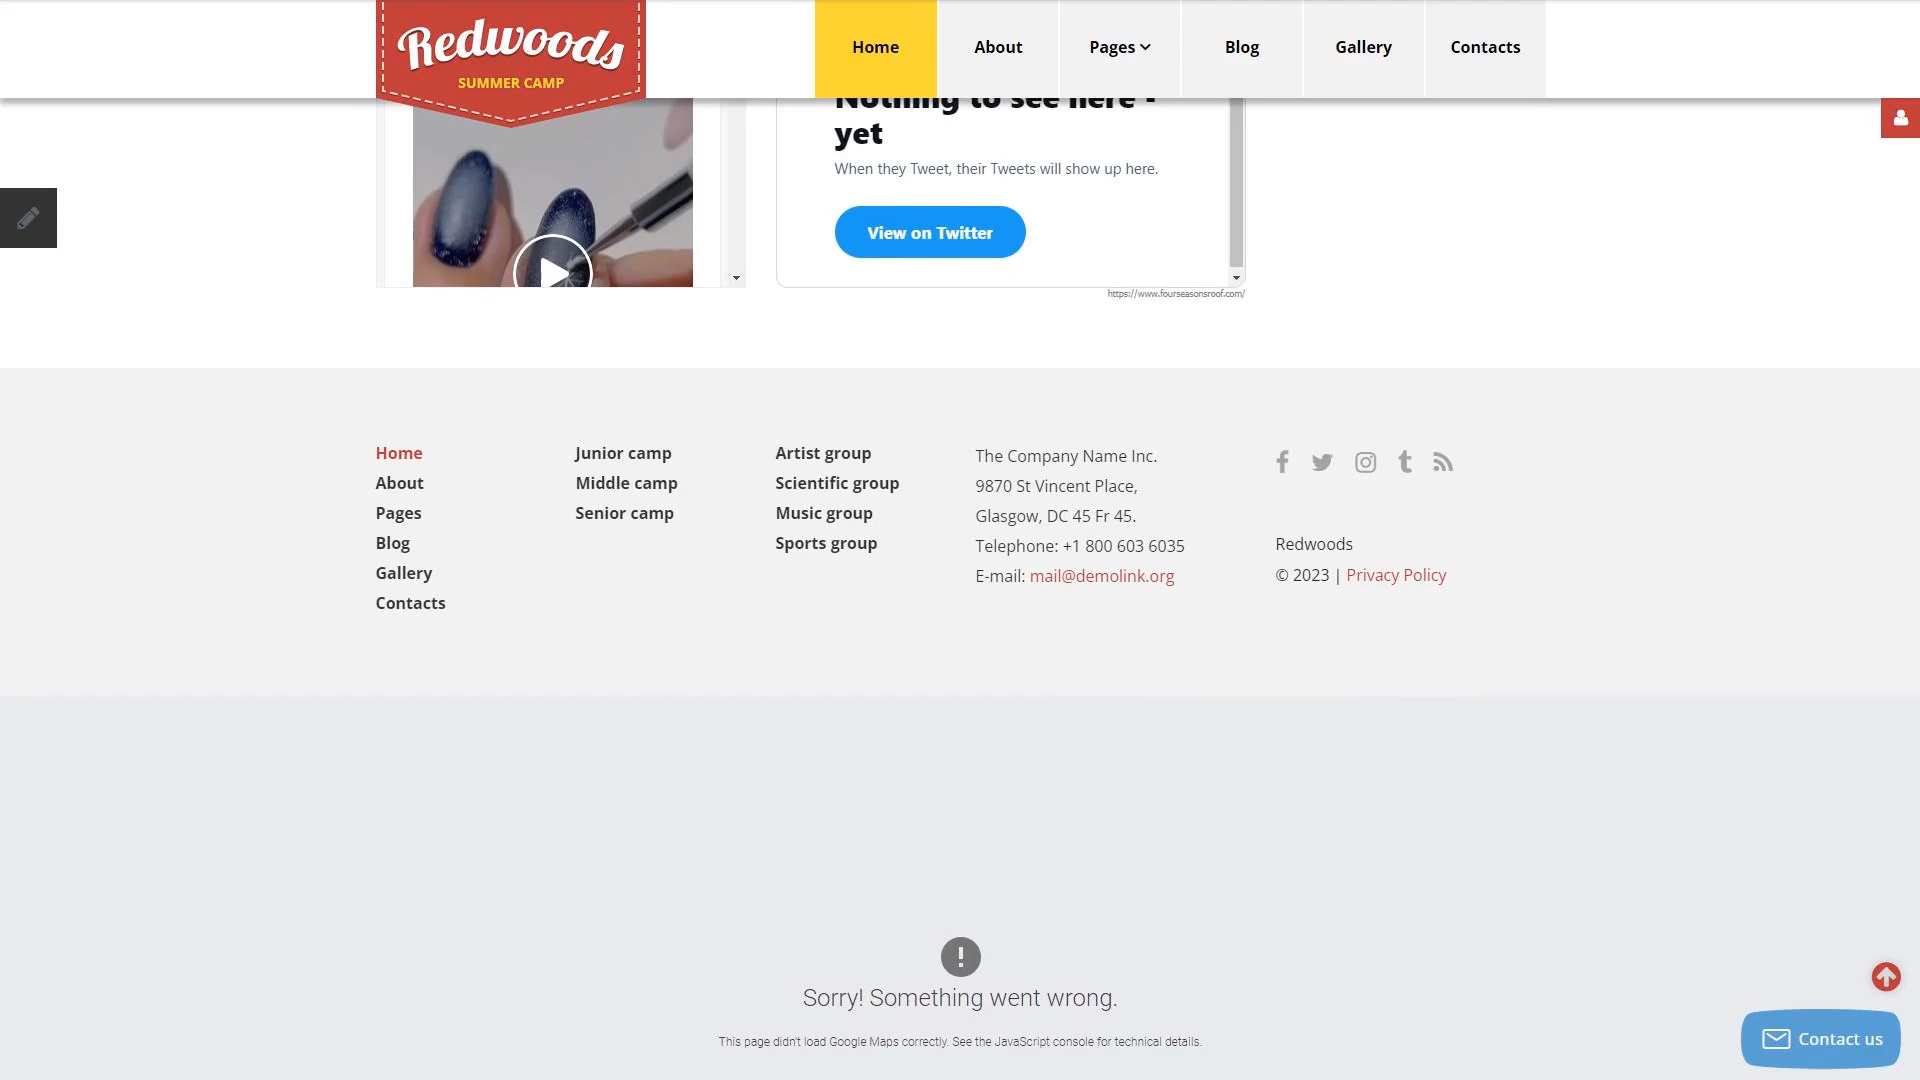 Redwoods
SUMMER CAMP
Home
About
Pages
Blog
Gallery
Contacts
Nothing to see here -
yet
When they Tweet, their Tweets will show up here.
View on Twitter
https://www.fourseasonsroof.com/
Home
About
Pages
Blog
Gallery
Contacts
Junior camp
Middle camp
Senior camp
Artist group
Scientific group
Music group
Sports group
The Company Name Inc.
9870 St Vincent Place,
Glasgow, DC 45 Fr 45.
Telephone: +1 800 603 6035
E-mail: mail@demolink.org
Redwoods
© 2023 | Privacy Policy
Sorry! Something went wrong.
This page didn't load Google Maps correctly. See the JavaScript console for technical details.
Contact us